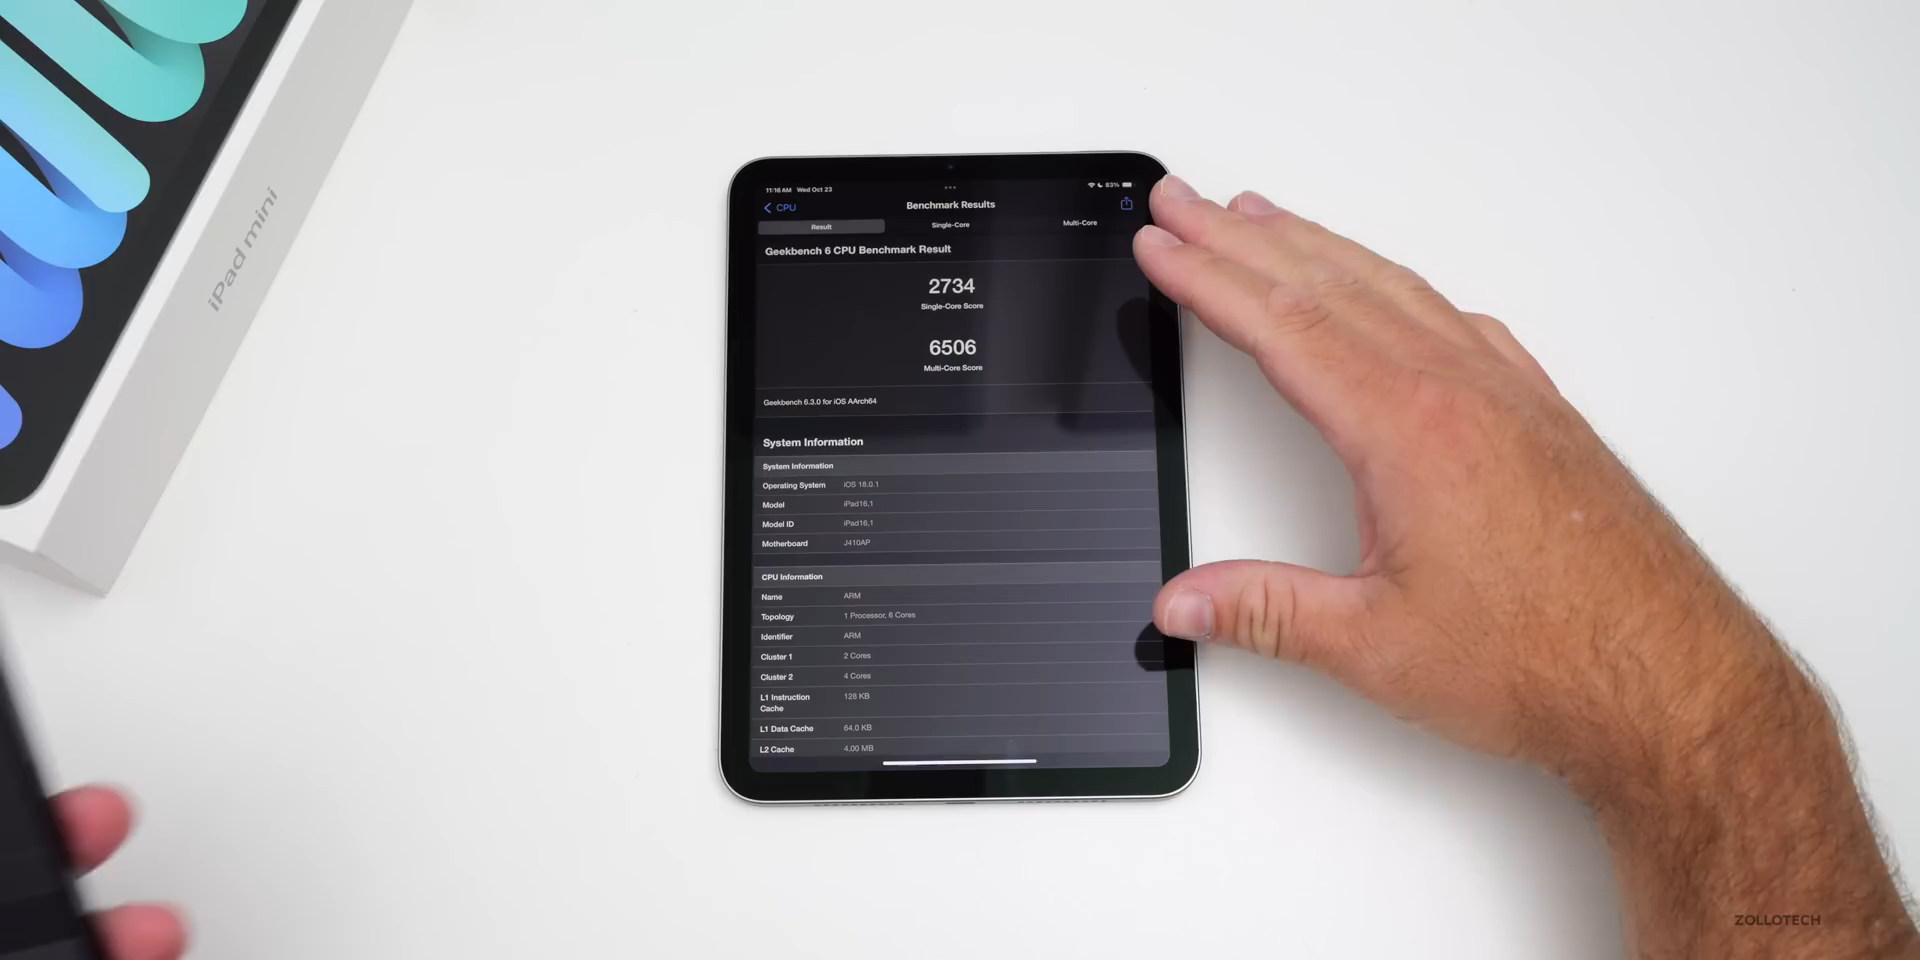 iPad mini
11:16 AM Wed Oct 23
83%
CPU
Benchmark Results
Result Single-Core Multi-Core
Geekbench 6 CPU Benchmark Result
2734
Single-Core Score
6506
Multi-Core Score
Geekbench 6.3.0 for iOS AArch64
System Information
System Information
Operating System iOS 18.0.1
Model iPad16,1
Model ID iPad16,1
Motherboard J410AP
CPU Information
Name ARM
Topology 1 Processor, 6 Cores
Identifier ARM
Cluster 1 2 Cores
Cluster 2 4 Cores
L1 Instruction Cache 128 KB
L1 Data Cache 64.0 KB
L2 Cache 4.00 MB
ZOLLOTECH